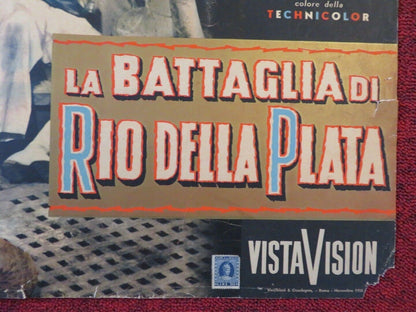 colore della
TECHNICOLOR
LA BATTAGLIA DI
RIO DELLA PLATA
VISTAVISION